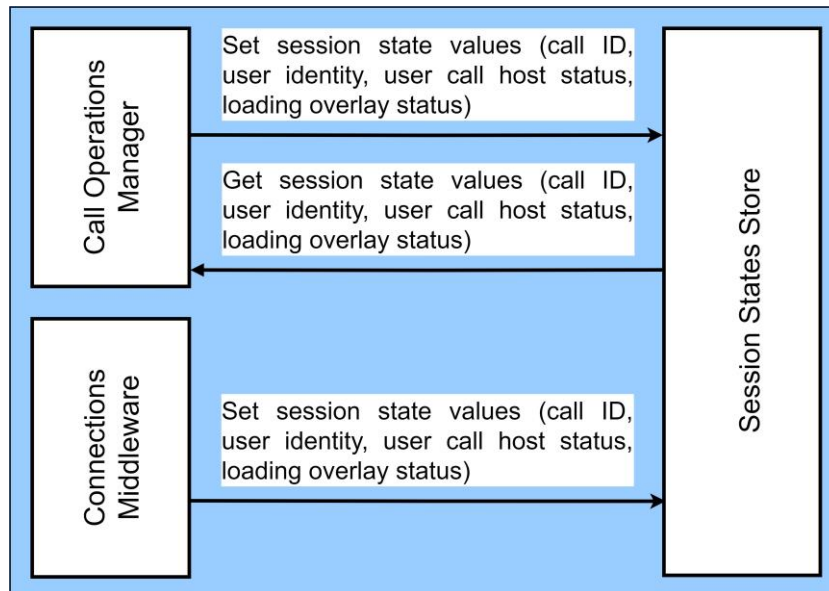 Call Operations
Manager
Set session state values (call ID,
user identity, user call host status,
loading overlay status)
Get session state values (call ID,
user identity, user call host status,
loading overlay status)
Connections
Middleware
Set session state values (call ID,
user identity, user call host status,
loading overlay status)
Session States Store